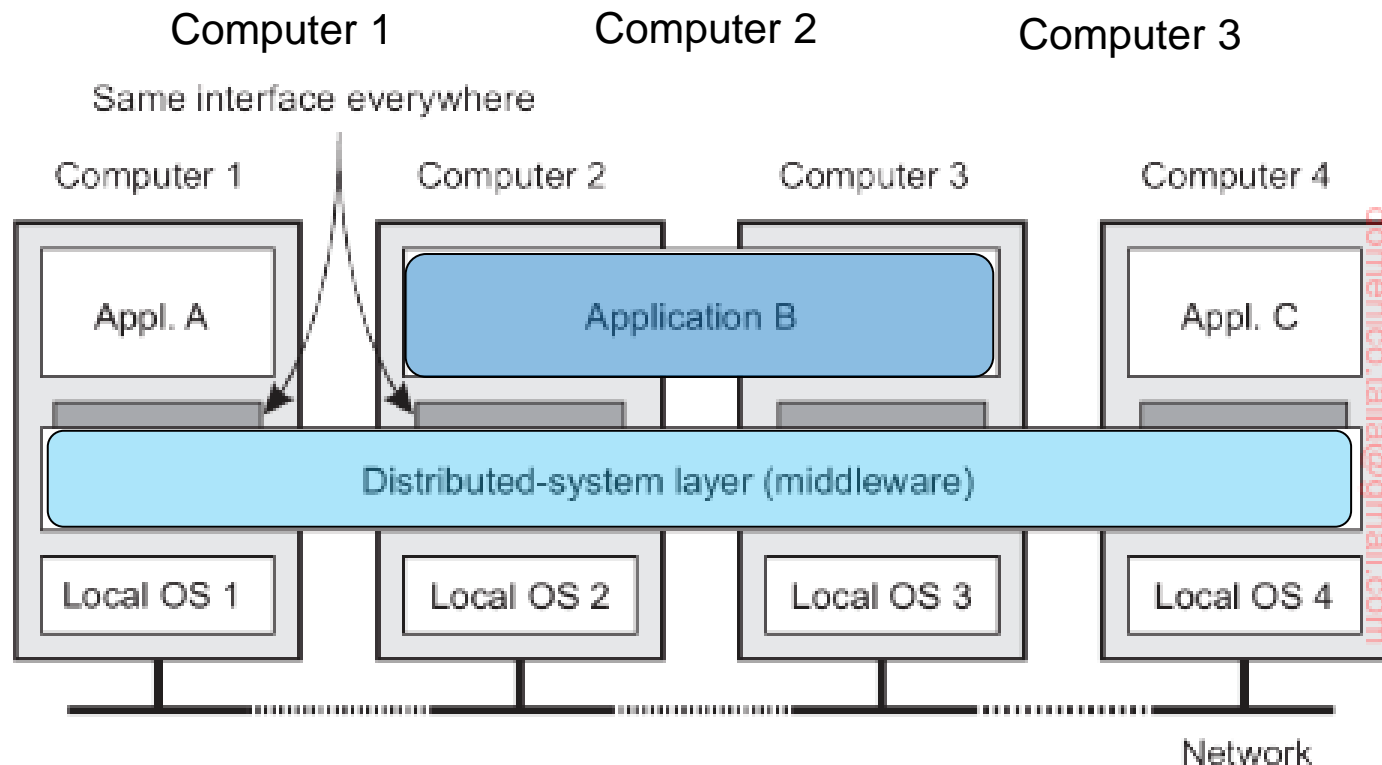 Computer 1 Computer 2 Computer 3
Same interface everywhere
Computer 1 Computer 2 Computer 3 Computer 4
Appl. A Application B Appl. C
Distributed-system layer (middleware)
Local OS 1 Local OS 2 Local OS 3 Local OS 4
Network